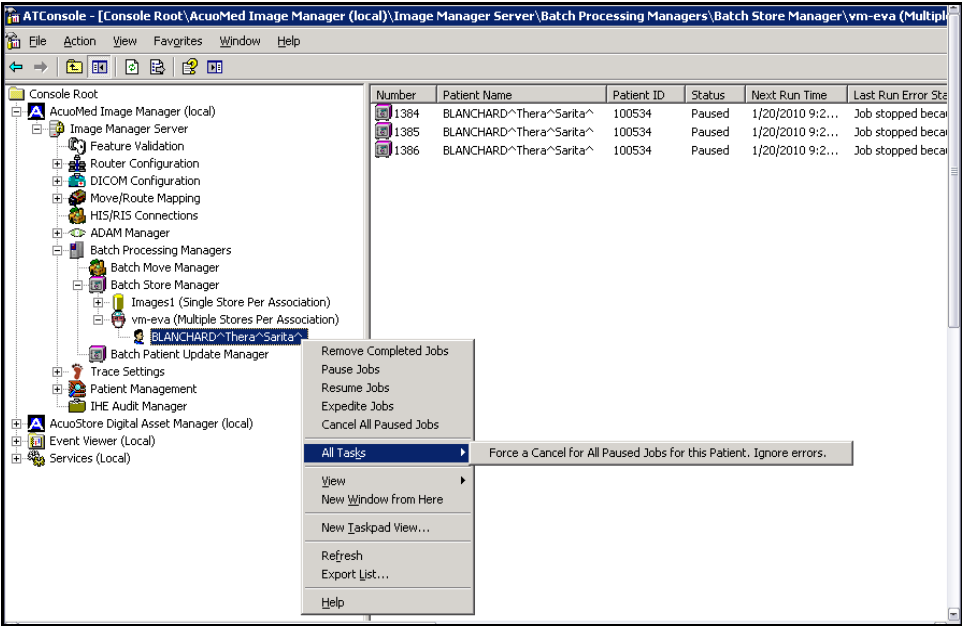 ATConsole - [Console Root\AcuoMed Image Manager (local)\Image Manager Server\Batch Processing Managers\Batch Store Manager\vm-eva (Multipl
File Action View Favorites Window Help
Console Root
AcuoMed Image Manager (local)
Image Manager Server
Feature Validation
Router Configuration
DICOM Configuration
Move/Route Mapping
HIS/RIS Connections
ADAM Manager
Batch Processing Managers
Batch Move Manager
Batch Store Manager
Images1 (Single Store Per Association)
vm-eva (Multiple Stores Per Association)
BLANCHARD^Thera^Sarita^
Batch Patient Update Manager
Trace Settings
Patient Management
IHE Audit Manager
AcuoStore Digital Asset Manager (local)
Event Viewer (Local)
Services (Local)
Number Patient Name Patient ID Status Next Run Time Last Run Error Sta
1384 BLANCHARD^Thera^Sarita^ 100534 Paused 1/20/2010 9:2... Job stopped becau
1385 BLANCHARD^Thera^Sarita^ 100534 Paused 1/20/2010 9:2... Job stopped becau
1386 BLANCHARD^Thera^Sarita^ 100534 Paused 1/20/2010 9:2... Job stopped becau
Remove Completed Jobs
Pause Jobs
Resume Jobs
Expedite Jobs
Cancel All Paused Jobs
All Tasks
Force a Cancel for All Paused Jobs for this Patient. Ignore errors.
View
New Window from Here
New Taskpad View...
Refresh
Export List...
Help